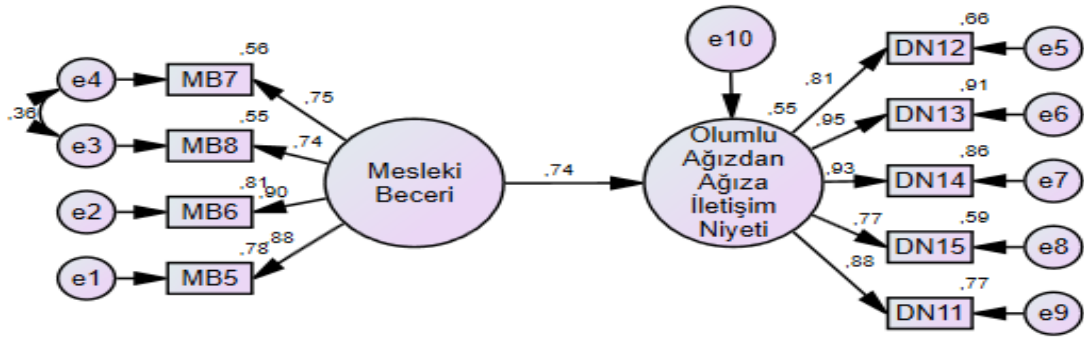 e10
,66
DN12
e5
,56
e4
MB7
,81
,55
,91
,75
,95
DN13
e6
,36
,55
e3
MB8
,74
Olumlu
Ağızdan
Ağıza
İletişim
Niyeti
Mesleki
Beceri
,74
,93
,86
DN14
e7
,81
,90
e2
MB6
,77
,59
DN15
e8
,78
,88
e1
MB5
,88
,77
DN11
e9